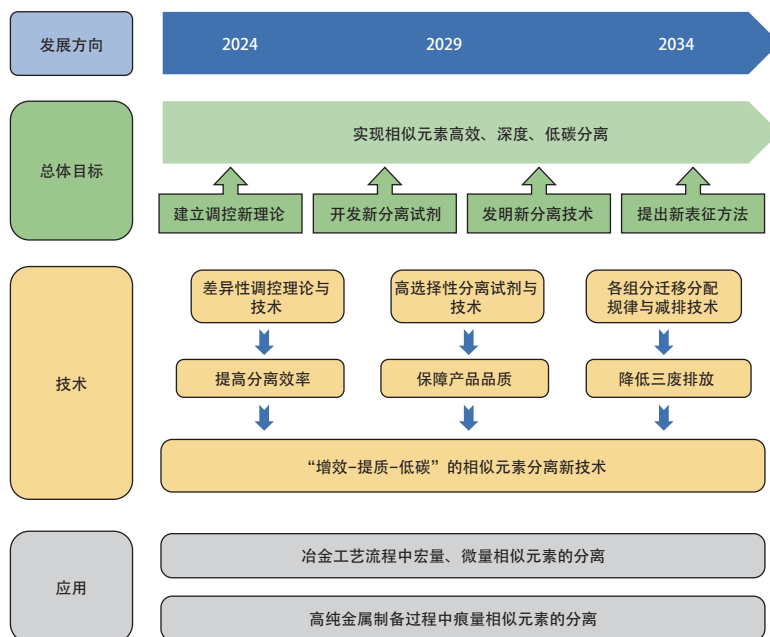 发展方向
2024
2029
2034
总体目标
实现相似元素高效、深度、低碳分离
建立调控新理论
开发新分离试剂
发明新分离技术
提出新表征方法
技术
差异性调控理论与
技术
高选择性分离试剂与
技术
各组分迁移分配
规律与减排技术
提高分离效率
保障产品品质
降低三废排放
“增效–提质–低碳”的相似元素分离新技术
应用
冶金工艺流程中宏量、微量相似元素的分离
高纯金属制备过程中痕量相似元素的分离